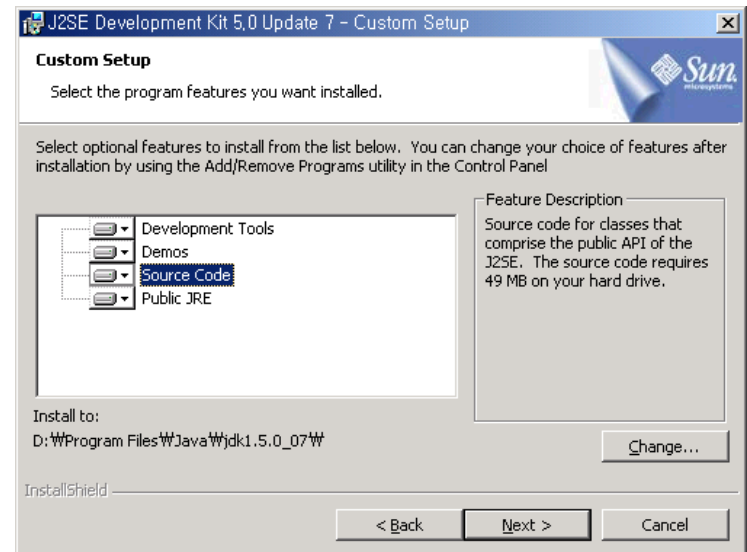 J2SE Development Kit 5.0 Update 7 - Custom Setup
Custom Setup
Select the program features you want installed.
Sun
microsystems
Select optional features to install from the list below. You can change your choice of features after
installation by using the Add/Remove Programs utility in the Control Panel
Development Tools
Demos
Source Code
Public JRE
Feature Description
Source code for classes that
comprise the public API of the
J2SE. The source code requires
49 MB on your hard drive.
Install to:
D:₩Program Files₩Java₩jdk1.5.0_07₩
Change...
InstallShield
< Back
Next >
Cancel